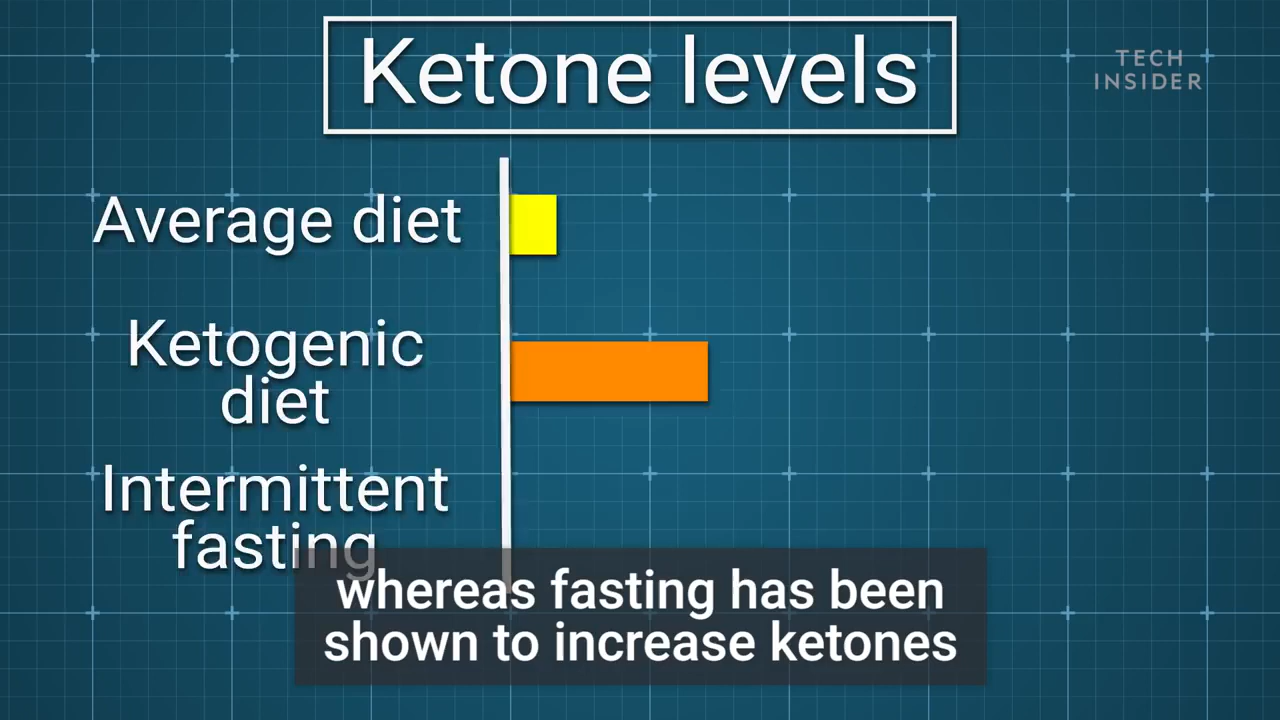 Ketone levels
TECH
INSIDER
Average diet
Ketogenic
diet
Intermittent
fasting
whereas fasting has been
shown to increase ketones